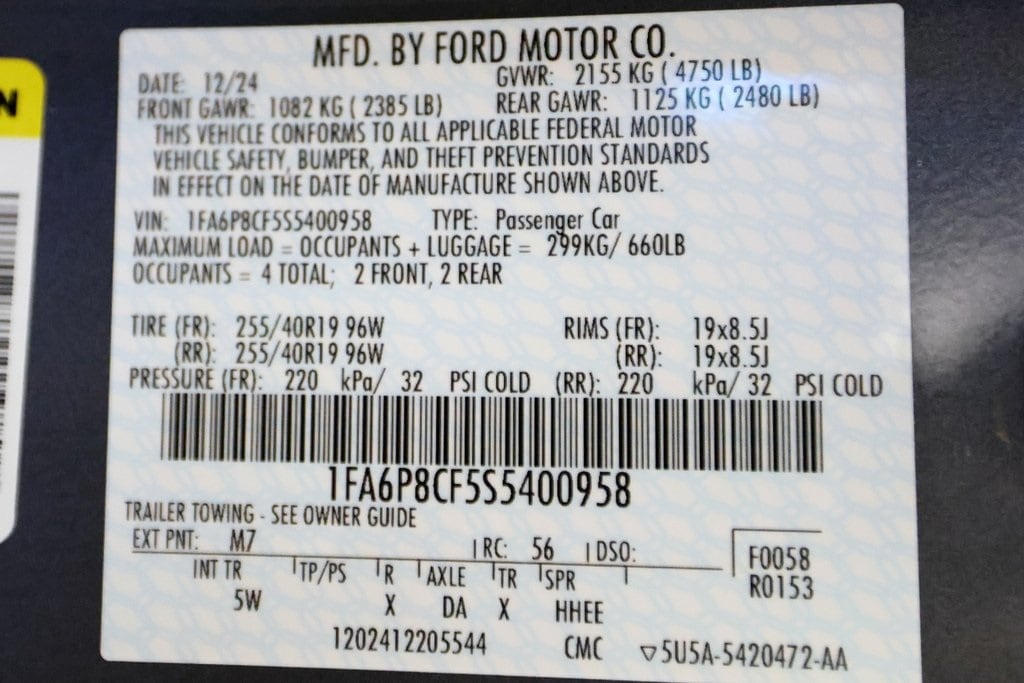 N
MFD. BY FORD MOTOR CO.
DATE: 12/24 GVWR: 2155 KG ( 4750 LB)
FRONT GAWR: 1082 KG ( 2385 LB) REAR GAWR: 1125 KG ( 2480 LB)
THIS VEHICLE CONFORMS TO ALL APPLICABLE FEDERAL MOTOR
VEHICLE SAFETY, BUMPER, AND THEFT PREVENTION STANDARDS
IN EFFECT ON THE DATE OF MANUFACTURE SHOWN ABOVE.
VIN: 1FA6P8CF5S5400958 TYPE: Passenger Car
MAXIMUM LOAD = OCCUPANTS + LUGGAGE = 299KG/ 660LB
OCCUPANTS = 4 TOTAL; 2 FRONT, 2 REAR
TIRE (FR): 255/40R19 96W RIMS (FR): 19x8.5J
(RR): 255/40R19 96W (RR): 19x8.5J
PRESSURE (FR): 220 kPa/ 32 PSI COLD (RR): 220 kPa/ 32 PSI COLD
1FA6P8CF5S5400958
TRAILER TOWING - SEE OWNER GUIDE
EXT PNT: M7 RC: 56 DSO:
F0058
INT TR TP/PS R AXLE TR SPR
R0153
5W X DA X HHEE
1202412205544 CMC ▽5U5A-5420472-AA